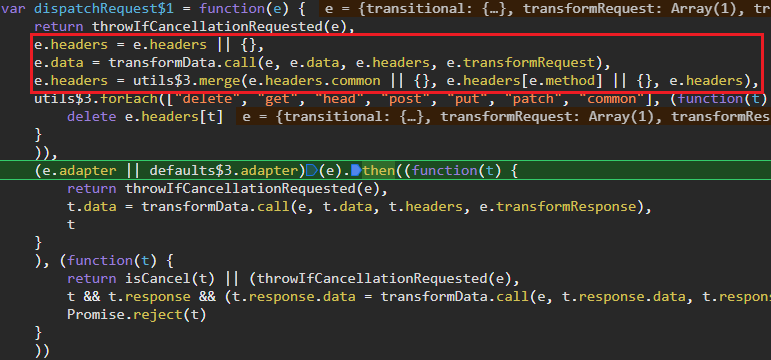 var dispatchRequest$1 = function(e) { e = {transitional: {…}, transformRequest: Array(1), t
    return throwIfCancellationRequested(e),
    e.headers = e.headers || {},
    e.data = transformData.call(e, e.data, e.headers, e.transformRequest),
    e.headers = utils$3.merge(e.headers.common || {}, e.headers[e.method] || {}, e.headers),
    utils$3.forEach(["delete", "get", "head", "post", "put", "patch", "common"], (function(t)
        delete e.headers[t] e = {transitional: {…}, transformRequest: Array(1), transformRes
    }
    )),
    (e.adapter || defaults$3.adapter)(e).then((function(t) {
        return throwIfCancellationRequested(e),
        t.data = transformData.call(e, t.data, t.headers, e.transformResponse),
        t
    }
    ), (function(t) {
        return isCancel(t) || (throwIfCancellationRequested(e),
        t && t.response && (t.response.data = transformData.call(e, t.response.data, t.respons
        Promise.reject(t)
    }
    ))